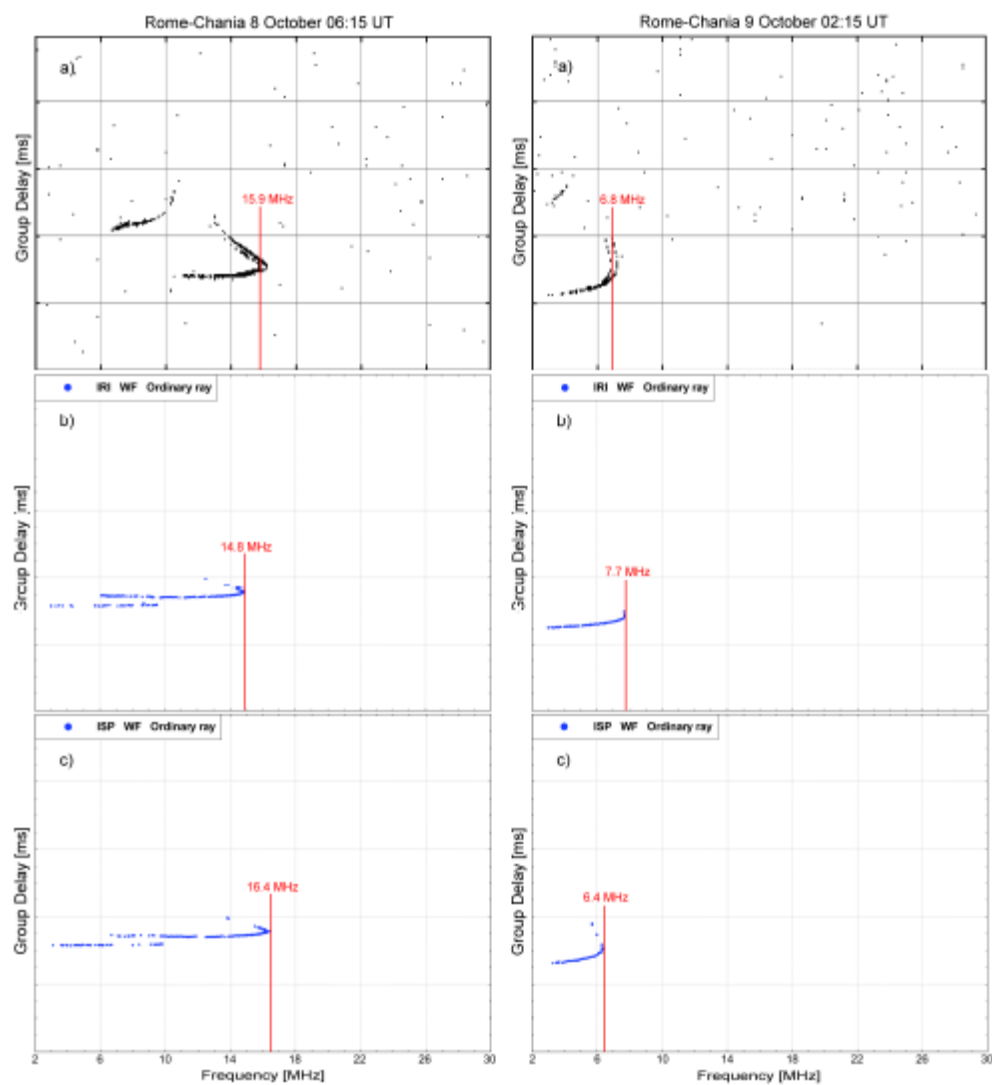 Rome-Chania 8 October 06:15 UT
a)
Group Delay [ms]
15.9 MHz
IRI WF Ordinary ray
b)
Group Delay [ms]
14.8 MHz
ISP WF Ordinary ray
c)
Group Delay [ms]
16.4 MHz
2 6 10 14 18 22 26 30
Frequency [MHz]
Rome-Chania 9 October 02:15 UT
a)
Group Delay [ms]
6.8 MHz
IRI WF Ordinary ray
b)
Group Delay [ms]
7.7 MHz
ISP WF Ordinary ray
c)
Group Delay [ms]
6.4 MHz
2 6 10 14 18 22 26 30
Frequency [MHz]